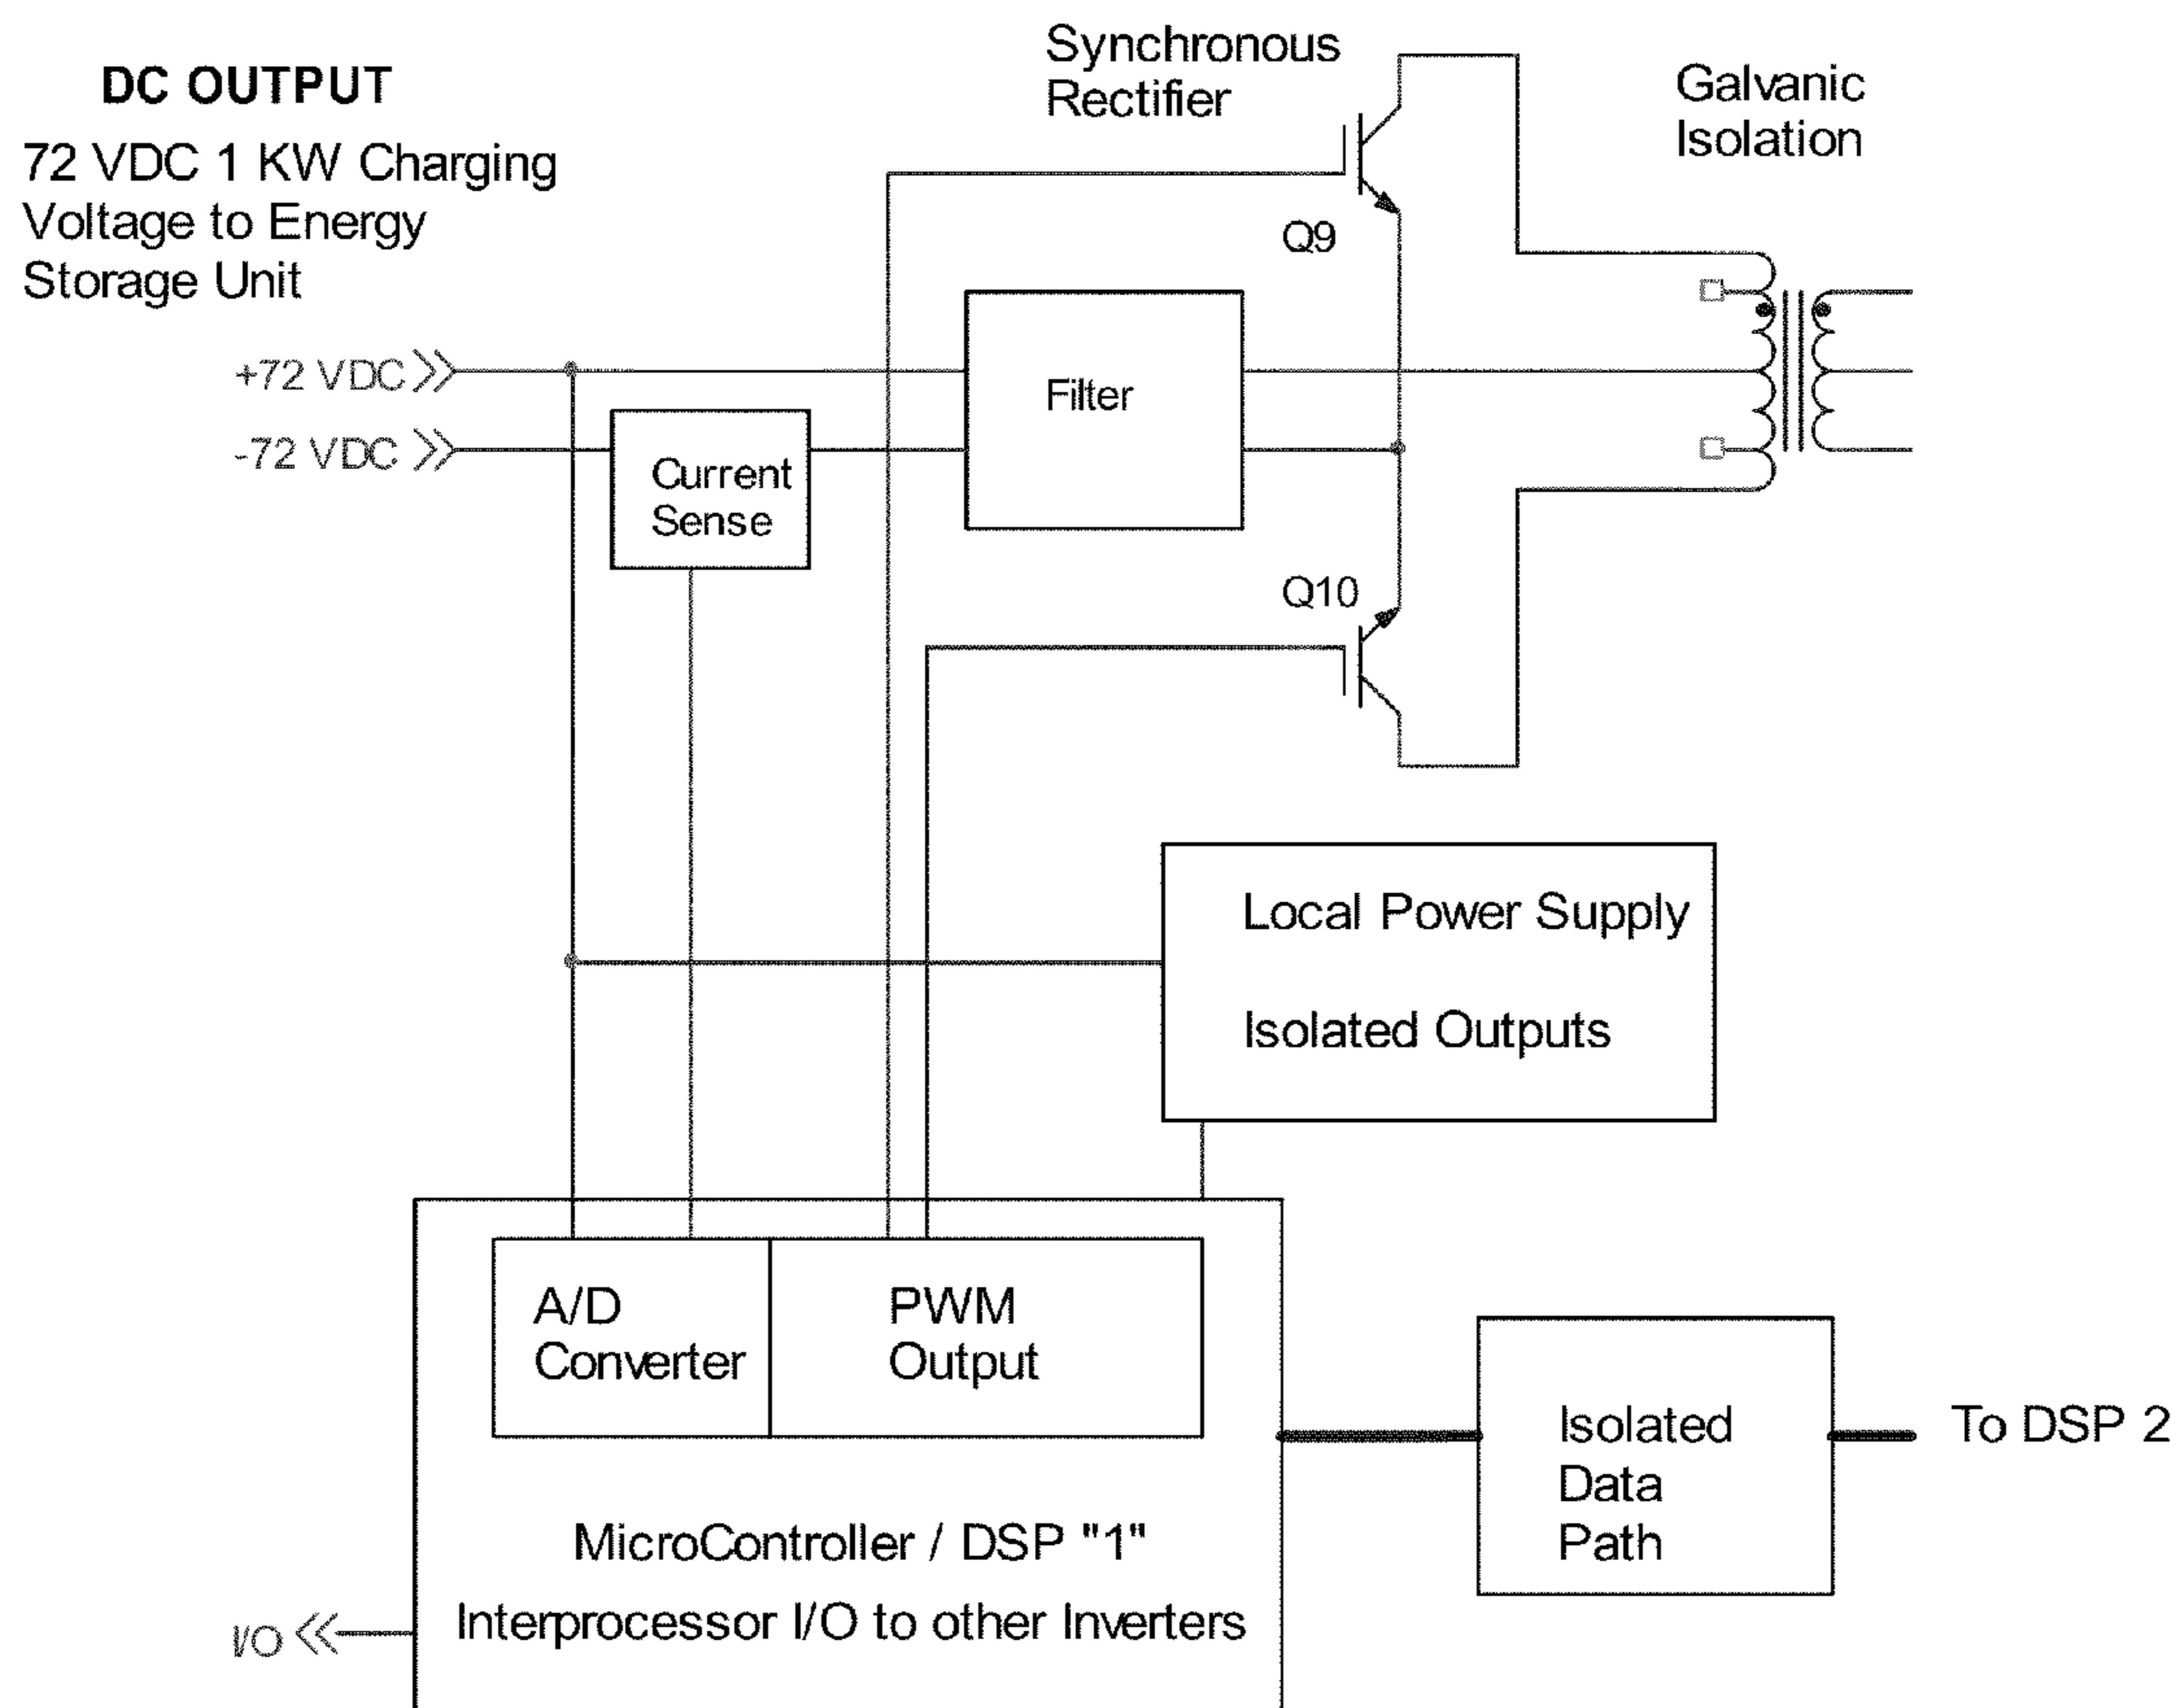 DC OUTPUT
72 VDC 1 KW Charging
Voltage to Energy
Storage Unit
Synchronous
Rectifier
Galvanic
Isolation
Q9
+72 VDC
-72 VDC
Filter
Current
Sense
Q10
Local Power Supply
Isolated Outputs
A/D
Converter
PWM
Output
Isolated
Data
Path
To DSP 2
MicroController / DSP "1"
Interprocessor I/O to other Inverters
I/O